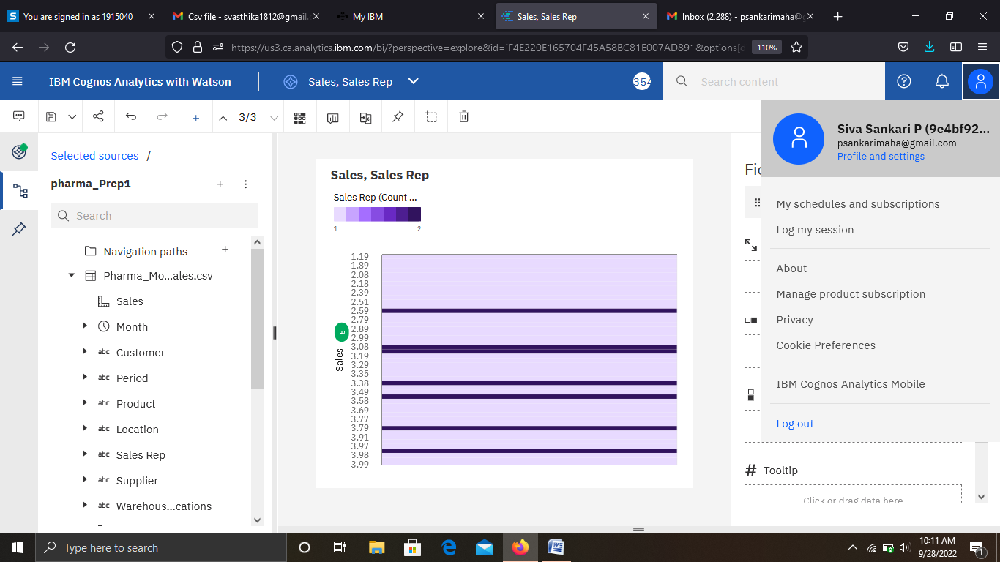 You are signed in as 1915040
Csv file - svasthika1812@gmail.c
My IBM
Sales, Sales Rep
Inbox (2,288) - psankarimaha@g
https://us3.ca.analytics.ibm.com/bi/?perspective=explore&id=iF4E220E165704F45A58BC81E007AD891&options[d
110%
IBM Cognos Analytics with Watson
Sales, Sales Rep
354
Search content
3/3
Siva Sankari P (9e4bf92...
psankarimaha@gmail.com
Profile and settings
My schedules and subscriptions
Log my session
About
Manage product subscription
Privacy
Cookie Preferences
IBM Cognos Analytics Mobile
Log out
Selected sources /
pharma_Prep1
Search
Navigation paths
Pharma_Mo...ales.csv
Sales
Month
abc Customer
abc Period
abc Product
abc Location
abc Sales Rep
abc Supplier
abc Warehous...cations
Sales, Sales Rep
Sales Rep (Count ...
1 2
Sales
5
1.19
1.89
2.08
2.18
2.39
2.51
2.59
2.79
2.89
2.99
3.08
3.19
3.29
3.35
3.38
3.49
3.58
3.69
3.77
3.79
3.91
3.97
3.98
3.99
Fie
# Tooltip
Click or drag data here
Type here to search
10:11 AM
9/28/2022
1